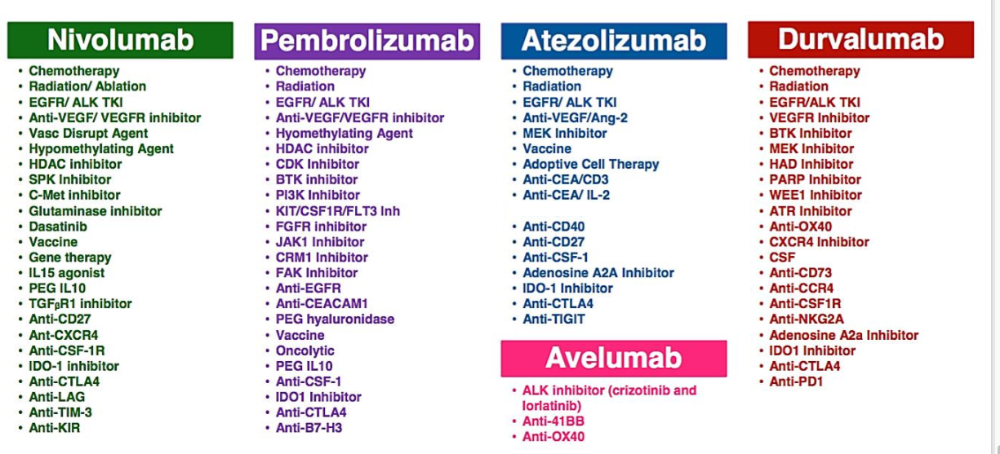 Nivolumab
• Chemotherapy
• Radiation/ Ablation
• EGFR/ ALK TKI
• Anti-VEGF/ VEGFR inhibitor
• Vasc Disrupt Agent
• Hypomethylating Agent
• HDAC inhibitor
• SPK Inhibitor
• C-Met inhibitor
• Glutaminase inhibitor
• Dasatinib
• Vaccine
• Gene therapy
• IL15 agonist
• PEG IL10
• TGFβR1 inhibitor
• Anti-CD27
• Ant-CXCR4
• Anti-CSF-1R
• IDO-1 inhibitor
• Anti-CTLA4
• Anti-LAG
• Anti-TIM-3
• Anti-KIR
Pembrolizumab
• Chemotherapy
• Radiation
• EGFR/ ALK TKI
• Anti-VEGF/VEGFR inhibitor
• Hyomethylating Agent
• HDAC inhibitor
• CDK Inhibitor
• BTK inhibitor
• PI3K Inhibitor
• KIT/CSF1R/FLT3 Inh
• FGFR inhibitor
• JAK1 Inhibitor
• CRM1 Inhibitor
• FAK Inhibitor
• Anti-EGFR
• Anti-CEACAM1
• PEG hyaluronidase
• Vaccine
• Oncolytic
• PEG IL10
• Anti-CSF-1
• IDO1 Inhibitor
• Anti-CTLA4
• Anti-B7-H3
Atezolizumab
• Chemotherapy
• Radiation
• EGFR/ ALK TKI
• Anti-VEGF/Ang-2
• MEK Inhibitor
• Vaccine
• Adoptive Cell Therapy
• Anti-CEA/CD3
• Anti-CEA/ IL-2
• Anti-CD40
• Anti-CD27
• Anti-CSF-1
• Adenosine A2A Inhibitor
• IDO-1 Inhibitor
• Anti-CTLA4
• Anti-TIGIT
Avelumab
• ALK inhibitor (crizotinib and
lorlatinib)
• Anti-41BB
• Anti-OX40
Durvalumab
• Chemotherapy
• Radiation
• EGFR/ALK TKI
• VEGFR Inhibitor
• BTK Inhibitor
• MEK Inhibitor
• HAD Inhibitor
• PARP Inhibitor
• WEE1 Inhibitor
• ATR Inhibitor
• Anti-OX40
• CXCR4 Inhibitor
• CSF
• Anti-CD73
• Anti-CCR4
• Anti-CSF1R
• Anti-NKG2A
• Adenosine A2a Inhibitor
• IDO1 Inhibitor
• Anti-CTLA4
• Anti-PD1